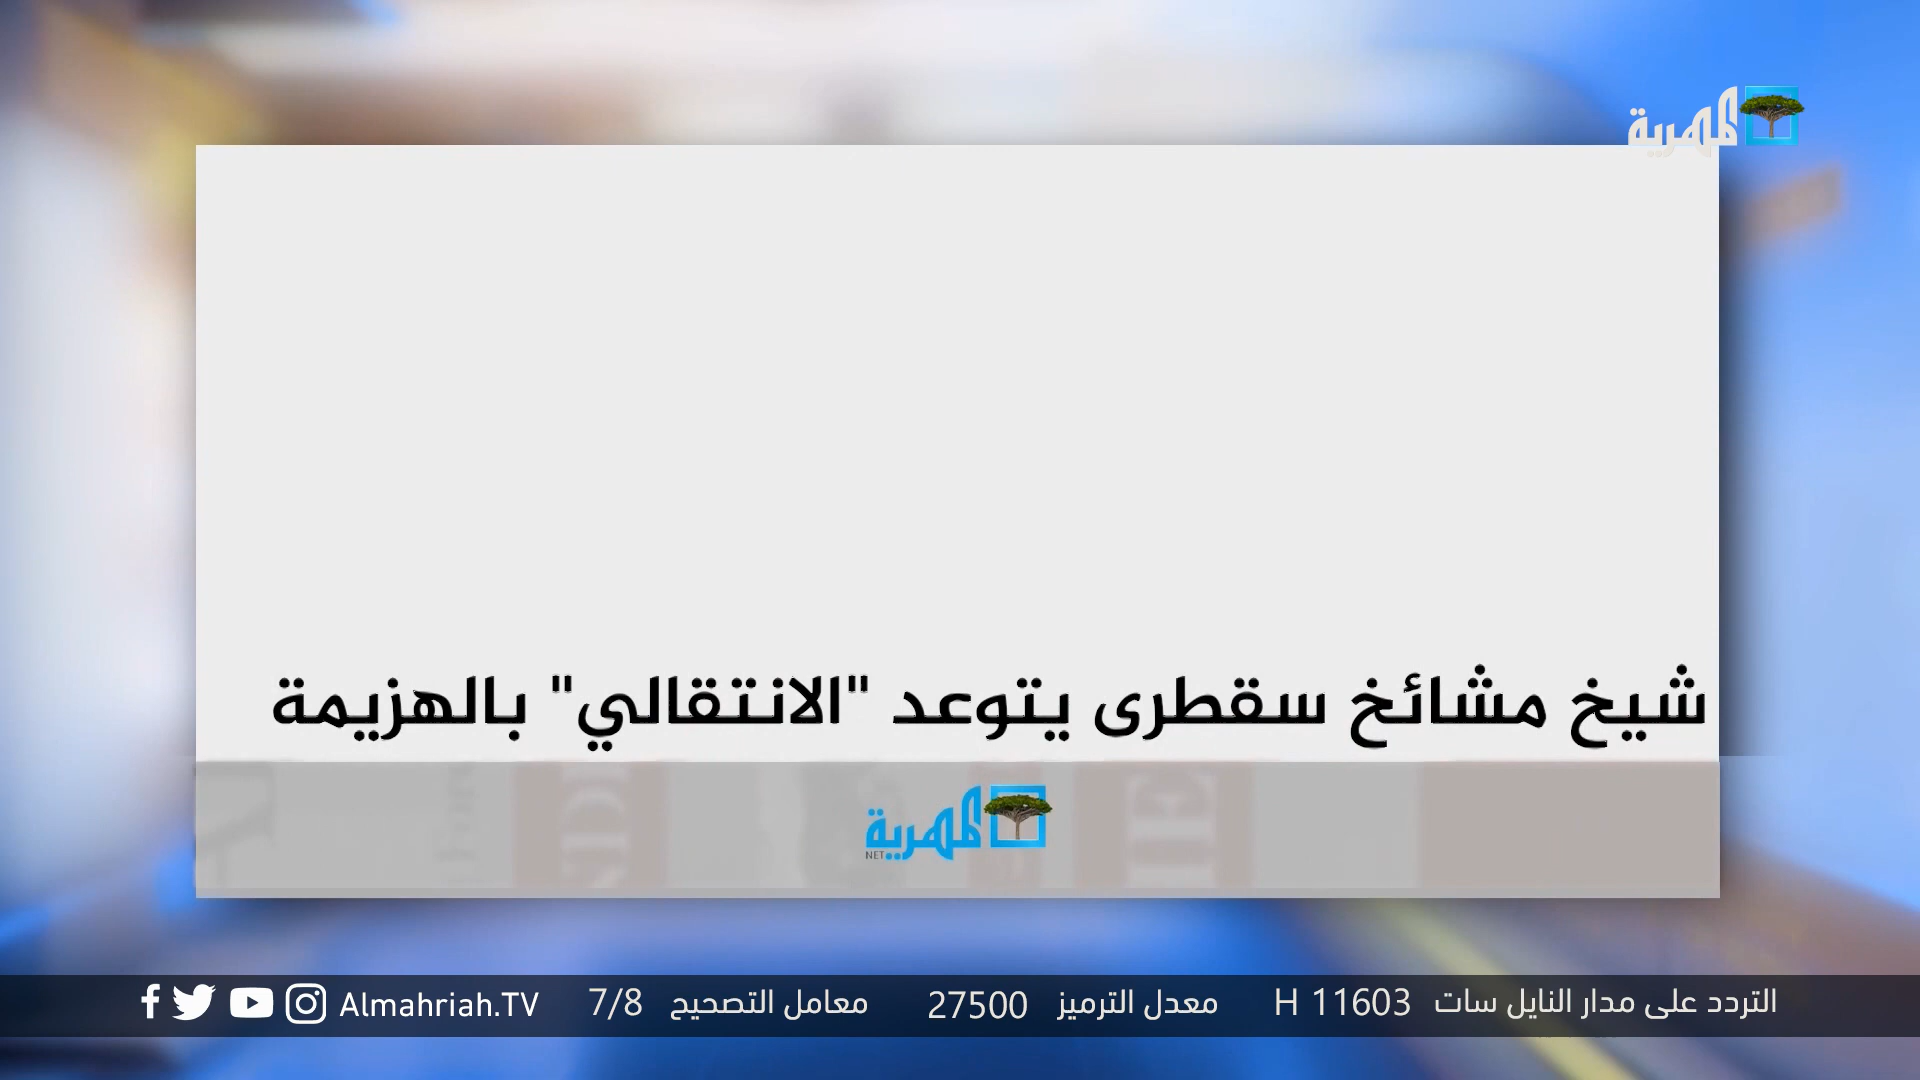 المهرية
شيخ مشائخ سقطرى يتوعد "الانتقالي" بالهزيمة
المهرية
NET
التردد على مدار النايل سات 11603 H معدل الترميز 27500 معامل التصحيح 7/8 Almahriah.TV